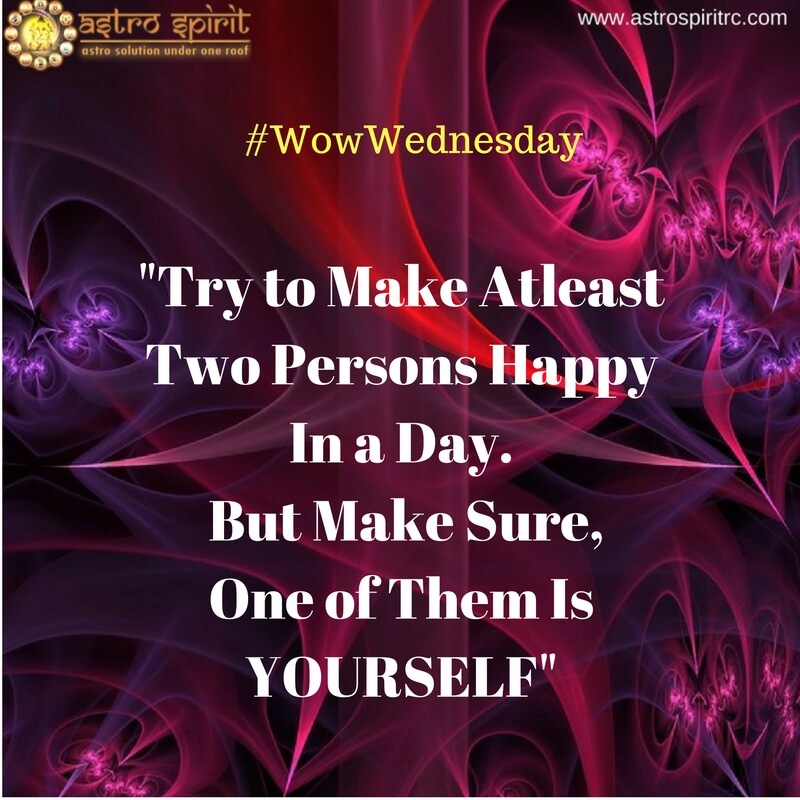 astro spirit
astro solution under one roof
www.astrospiritrc.com
#WowWednesday
"Try to Make Atleast
Two Persons Happy
In a Day.
But Make Sure,
One of Them Is
YOURSELF"